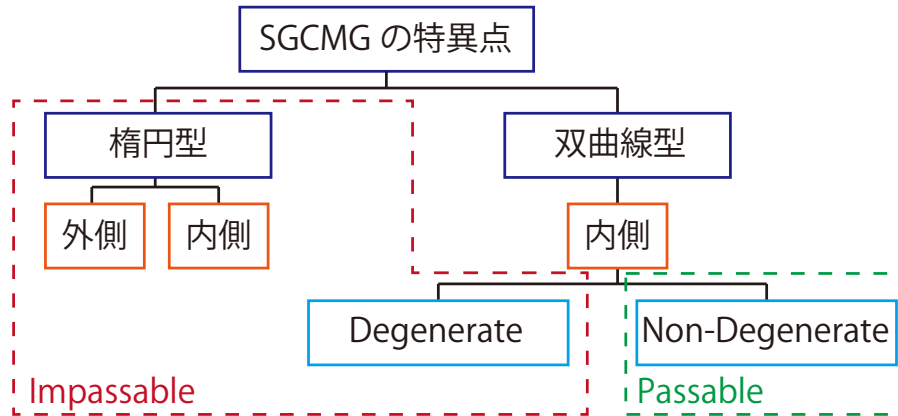 SGCMG の特異点
楕円型
双曲線型
外側
内側
内側
Degenerate
Non-Degenerate
Impassable
Passable